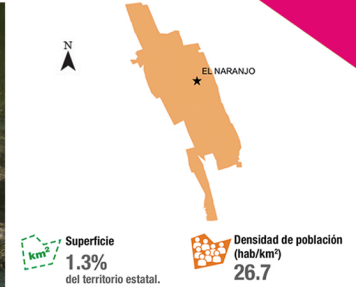 N
EL NARANJO
km²
Superficie
1.3%
del territorio estatal.
Densidad de población
(hab/km²)
26.7